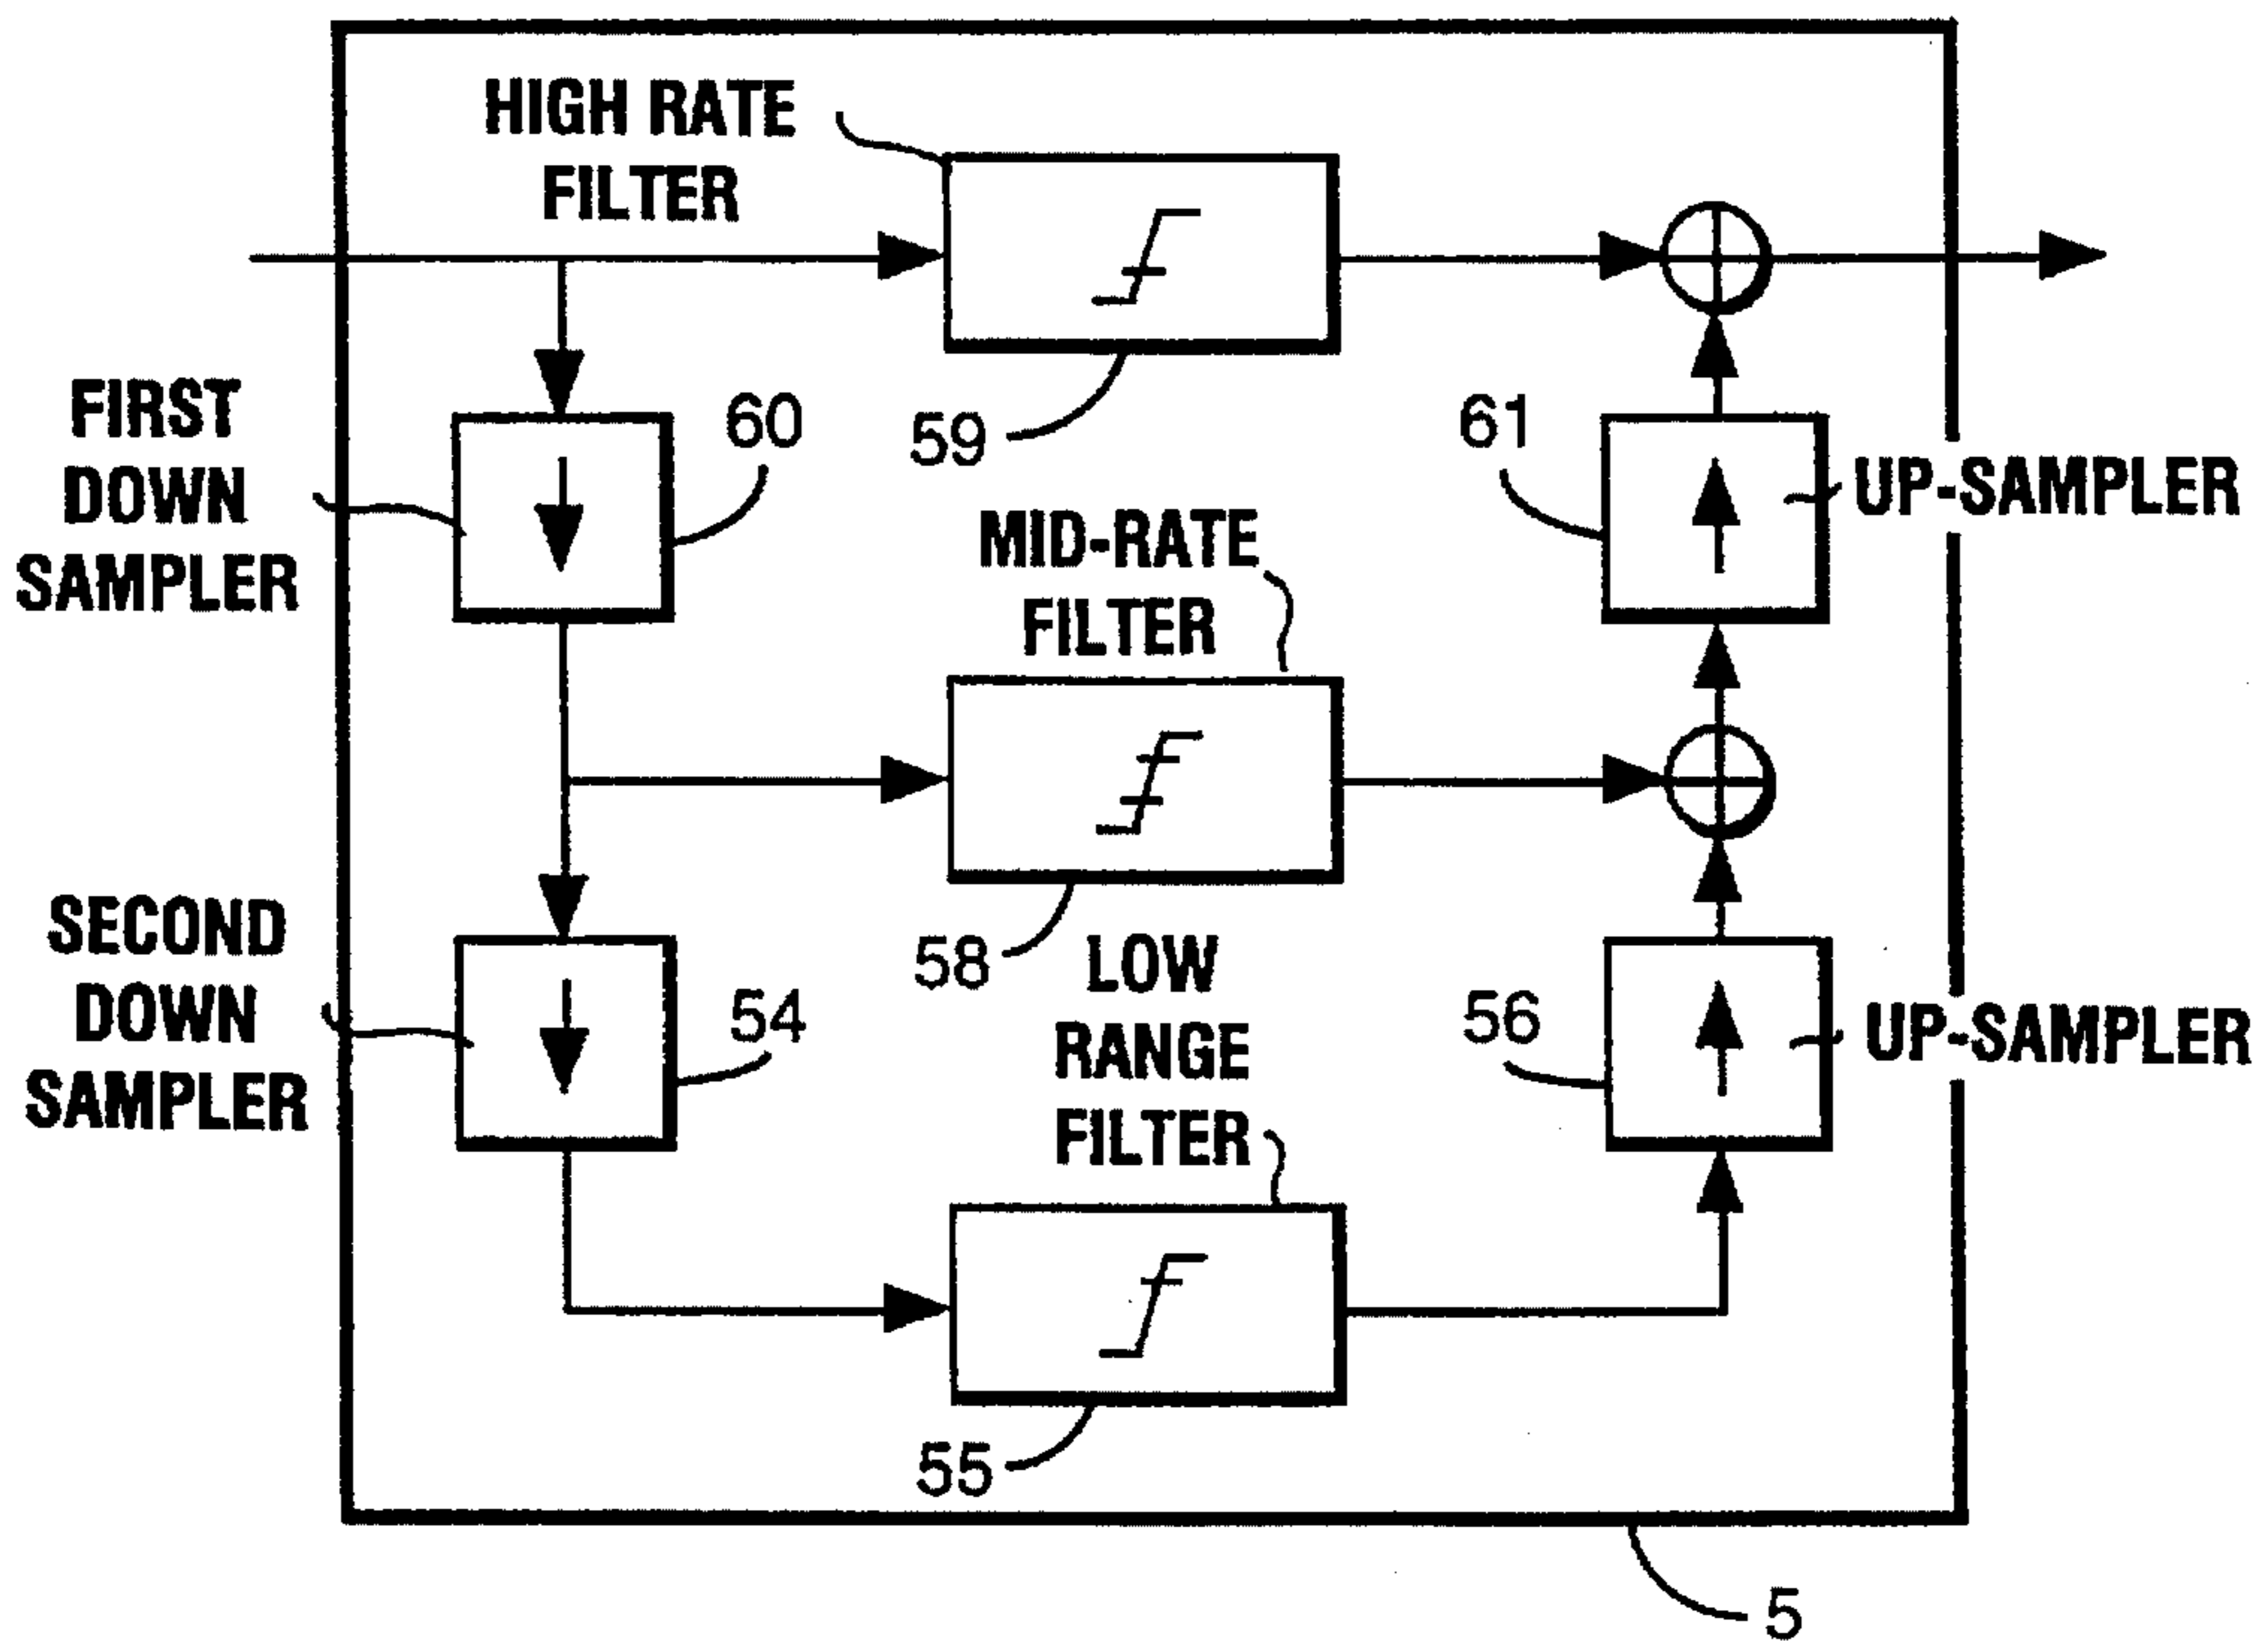 HIGH RATE
FILTER
59
FIRST
DOWN
SAMPLER
60
61
UP-SAMPLER
MID-RATE
FILTER
58
SECOND
DOWN
SAMPLER
54
LOW
RANGE
FILTER
56
UP-SAMPLER
55
5